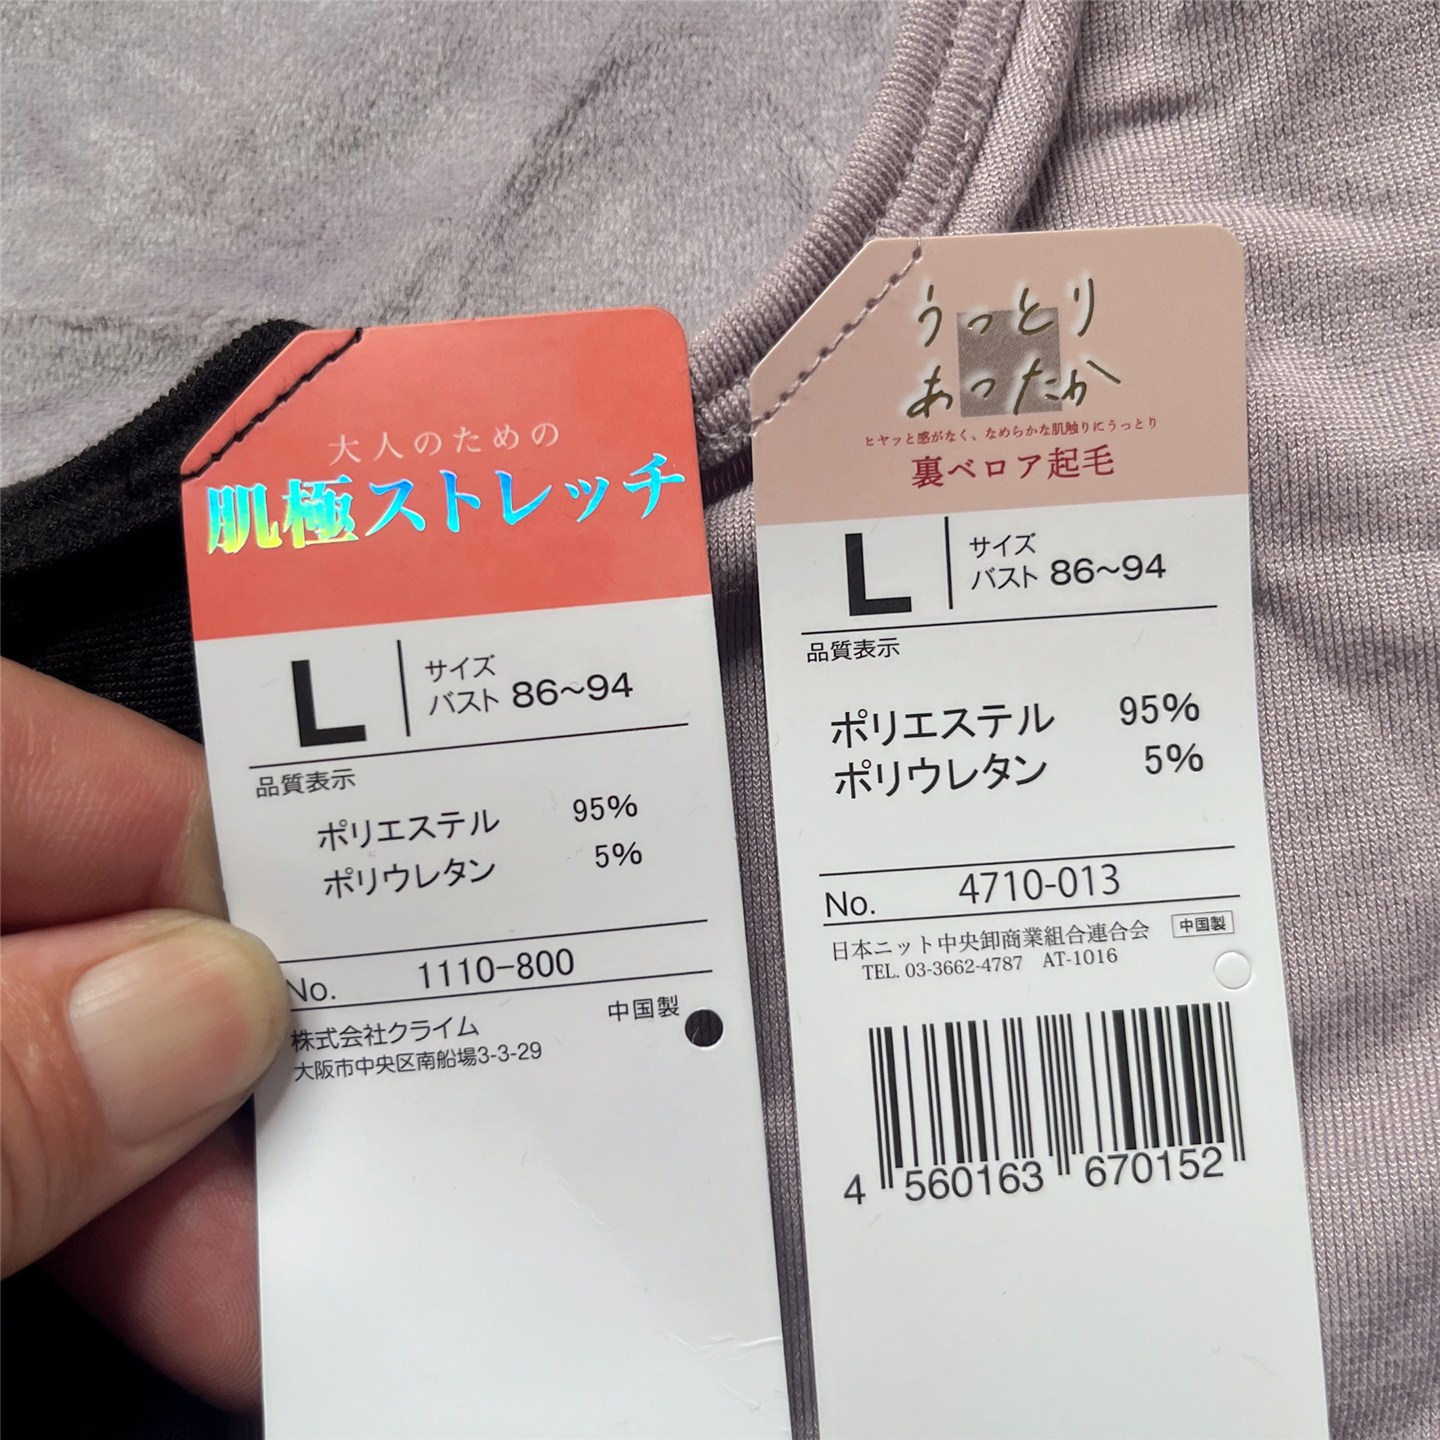 大人のための
肌極ストレッチ
L
サイズ
バスト 86～94
品質表示
ポリエステル 95%
ポリウレタン 5%
No. 1110-800
株式会社クライム
中国製
大阪市中央区南船場3-3-29
うっとり
あったか
ヒヤッと感がなく、なめらかな肌触りにうっとり
裏ベロア起毛
L
サイズ
バスト 86～94
品質表示
ポリエステル 95%
ポリウレタン 5%
No. 4710-013
日本ニット中央卸商業組合連合会
中国製
TEL. 03-3662-4787 AT-1016
4 560163 670152